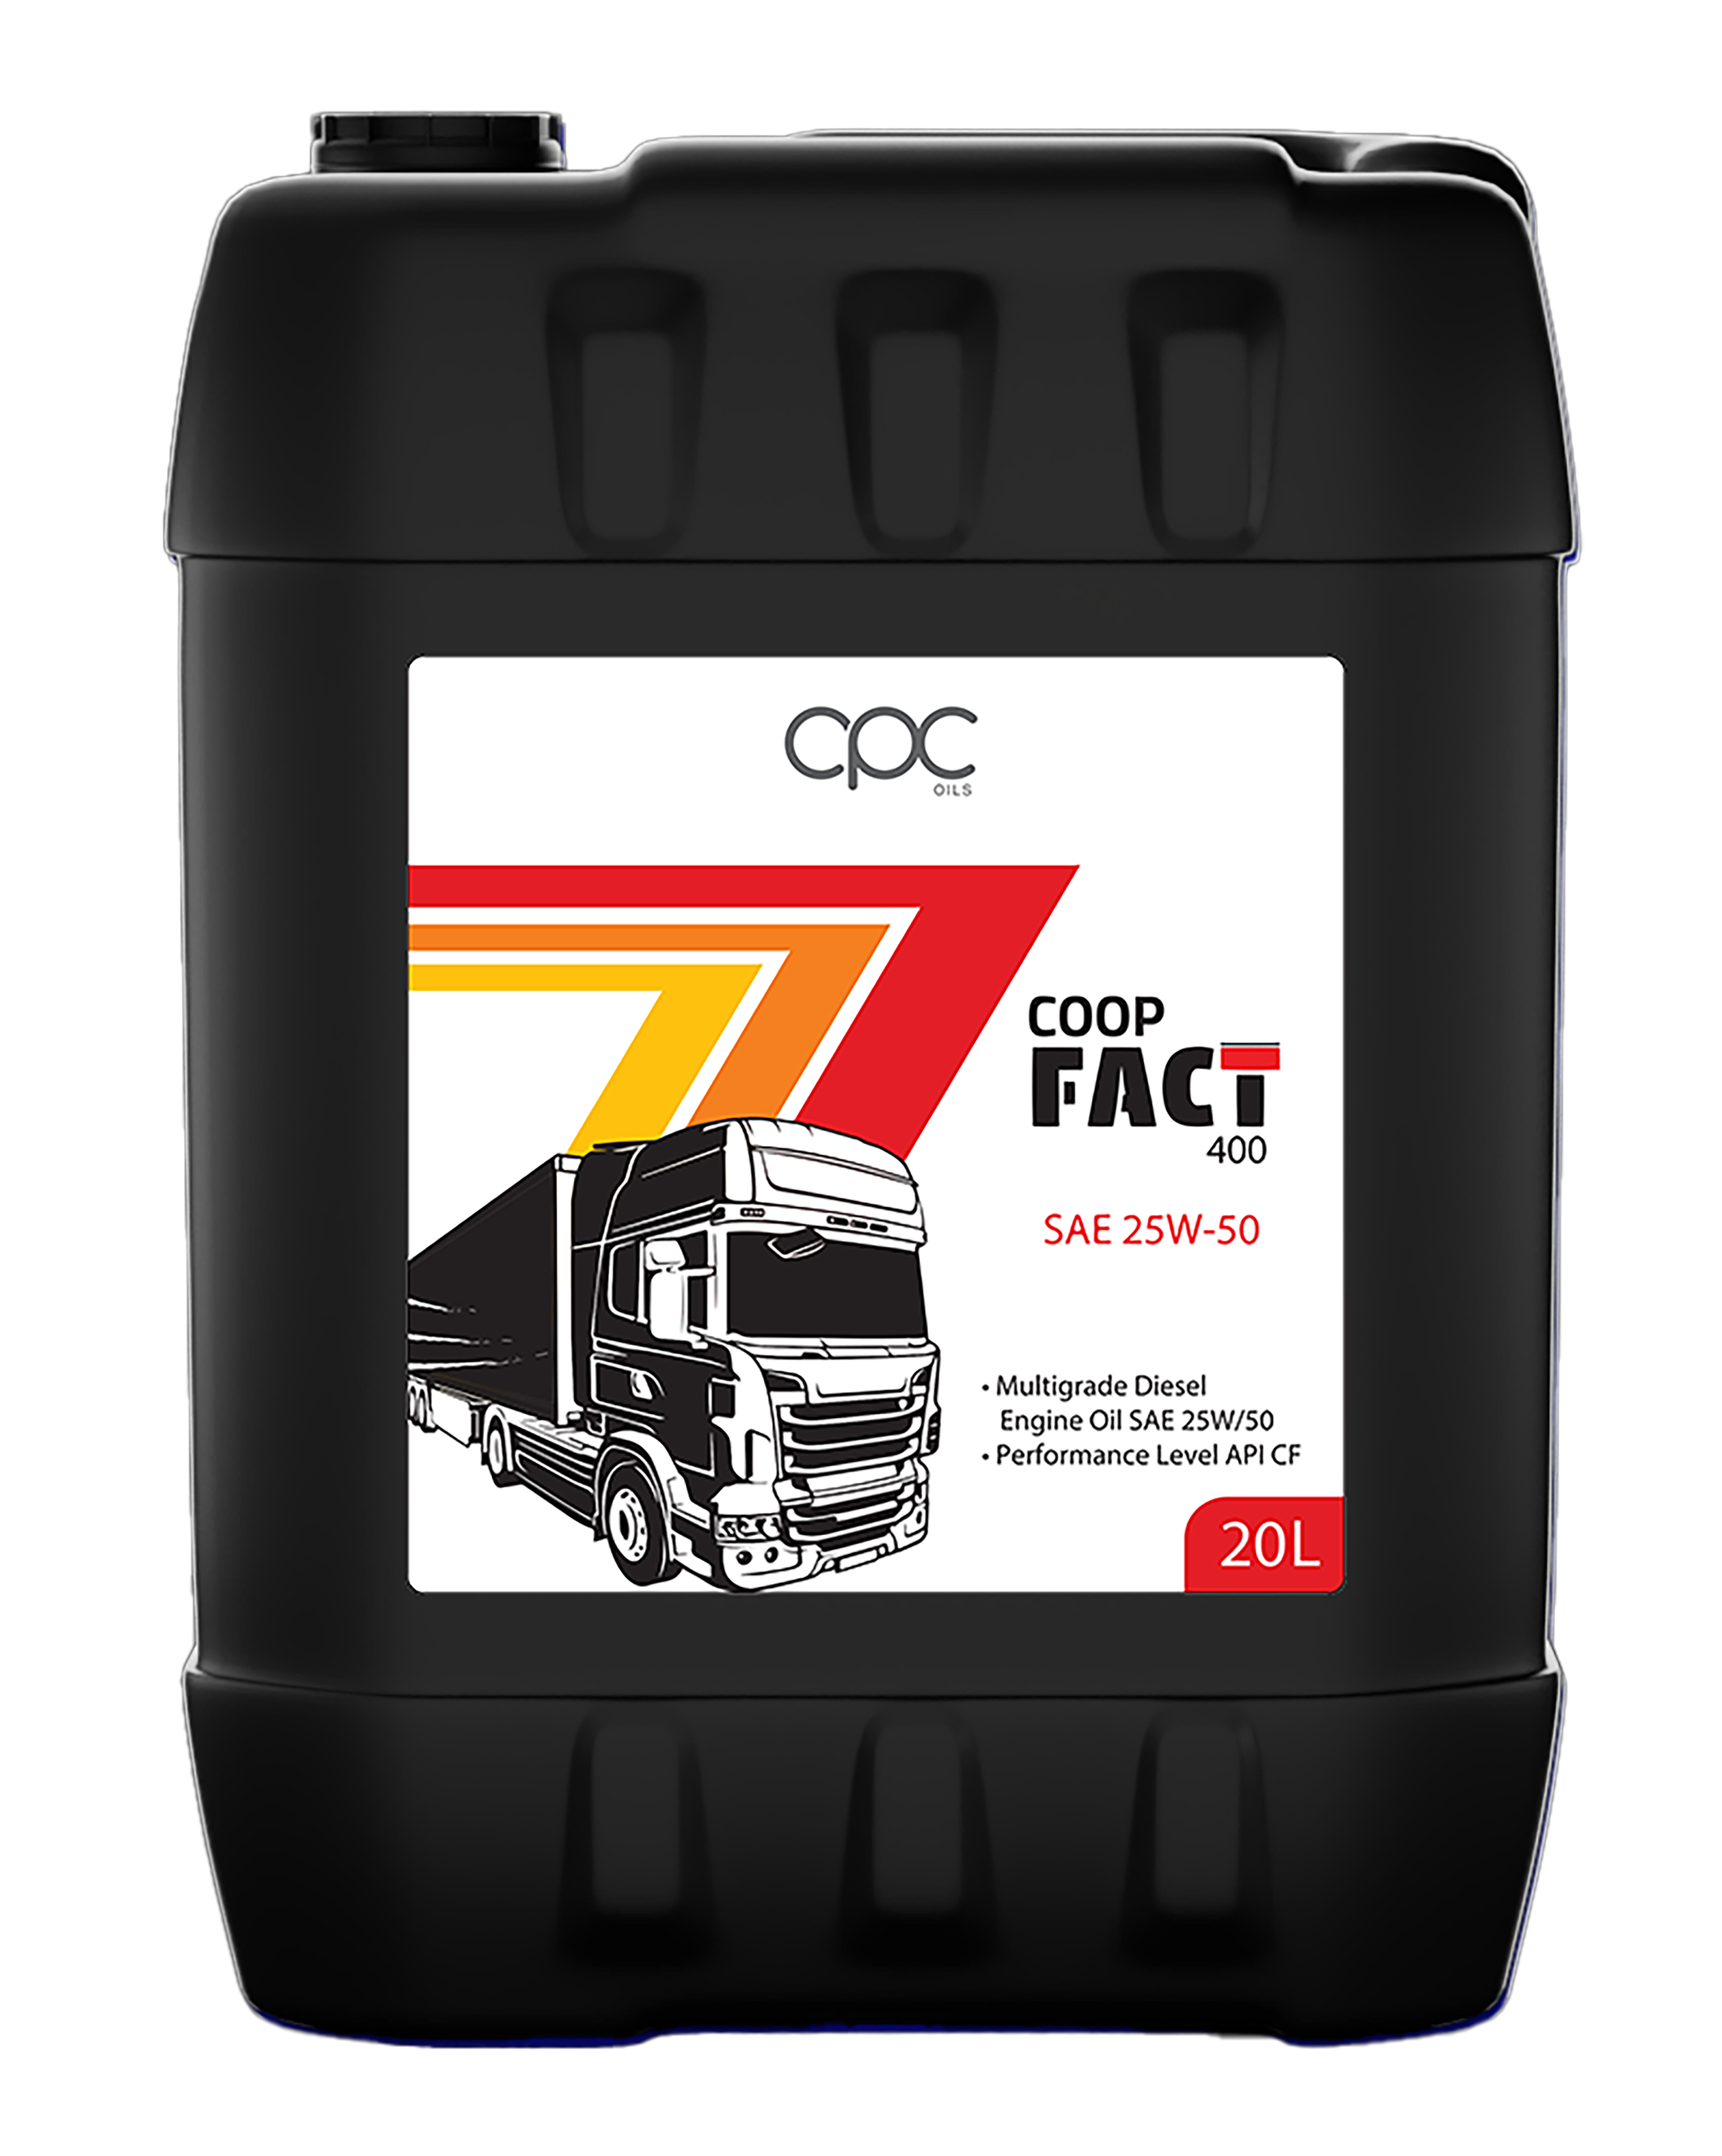 cpc
OILS
COOP
FACT
400
SAE 25W-50
• Multigrade Diesel
Engine Oil SAE 25W/50
• Performance Level API CF
20L